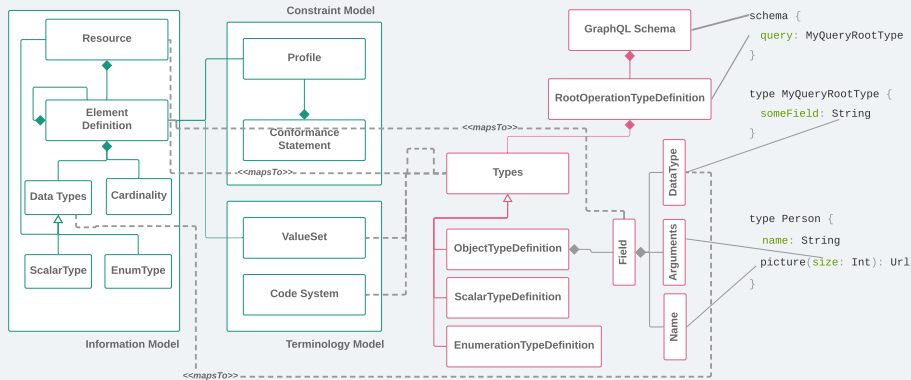 Constraint Model
Resource
Element
Definition
Data Types
Cardinality
ScalarType
EnumType
Information Model
Profile
Conformance
Statement
ValueSet
Code System
Terminology Model
<<mapsTo>>
<<mapsTo>>
<<mapsTo>>
GraphQL Schema
RootOperationTypeDefinition
Types
ObjectTypeDefinition
ScalarTypeDefinition
EnumerationTypeDefinition
Field
DataType
Arguments
Name
schema {
query: MyQueryRootType
}
type MyQueryRootType {
someField: String
}
type Person {
name: String
picture(size: Int): Url
}